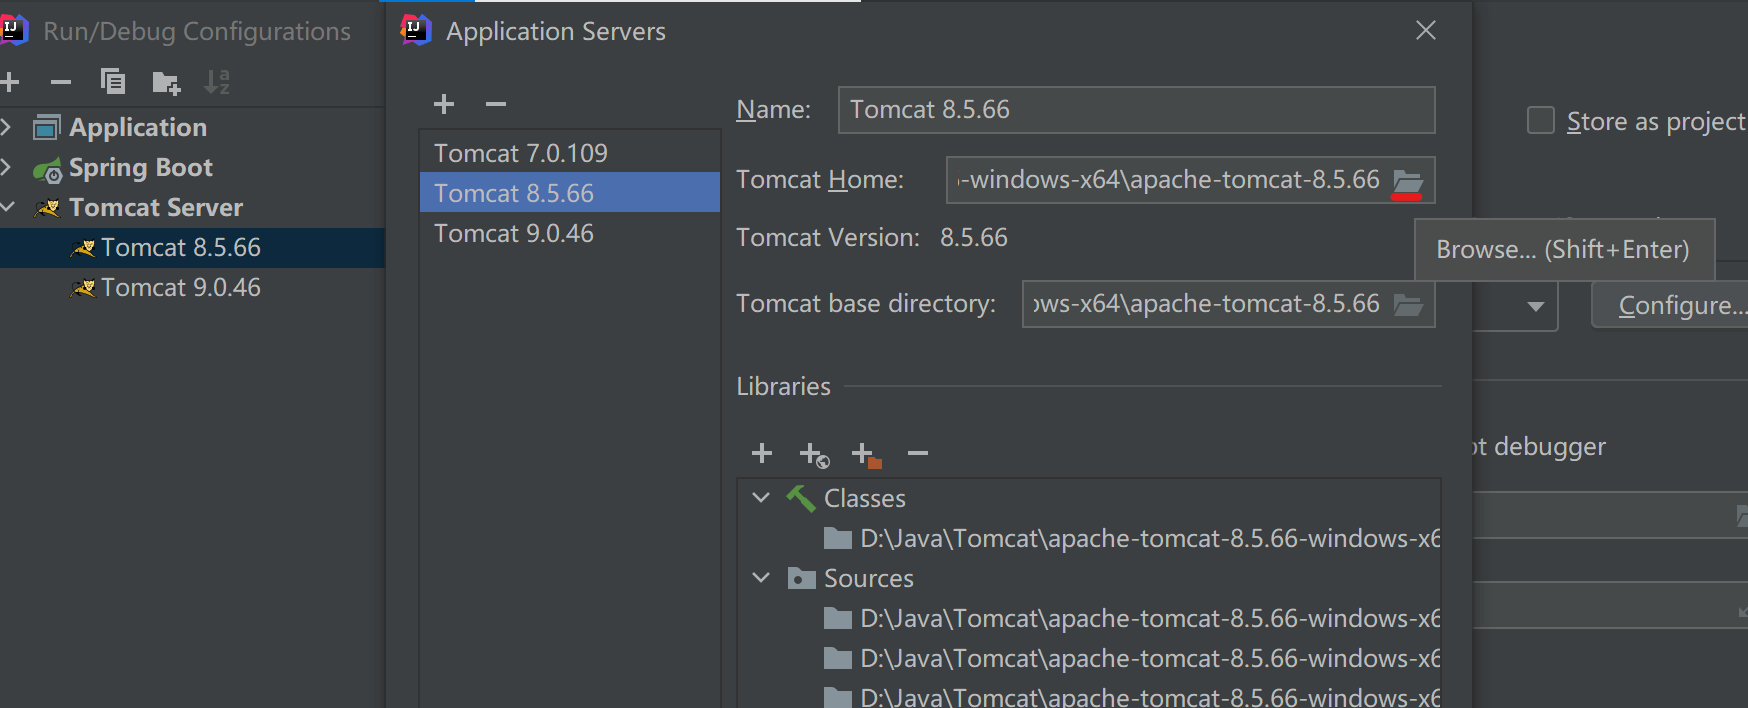 Run/Debug Configurations
Application
Spring Boot
Tomcat Server
Tomcat 8.5.66
Tomcat 9.0.46
Application Servers
Tomcat 7.0.109
Tomcat 8.5.66
Tomcat 9.0.46
Name: Tomcat 8.5.66
Tomcat Home: -windows-x64\apache-tomcat-8.5.66
Tomcat Version: 8.5.66
Tomcat base directory: ows-x64\apache-tomcat-8.5.66
Libraries
Classes
D:\Java\Tomcat\apache-tomcat-8.5.66-windows-x6
Sources
D:\Java\Tomcat\apache-tomcat-8.5.66-windows-x6
D:\Java\Tomcat\apache-tomcat-8.5.66-windows-x6
D:\Java\Tomcat\apache-tomcat-8.5.66-windows-x6
Store as project
Browse... (Shift+Enter)
Configure...
debugger